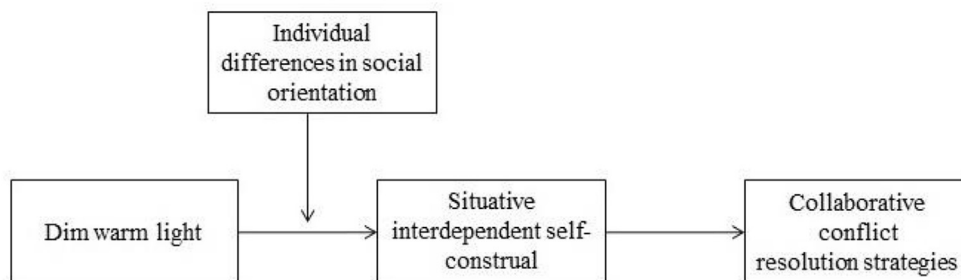 Individual
differences in social
orientation
Dim warm light
Situative
interdependent self-
construal
Collaborative
conflict
resolution strategies